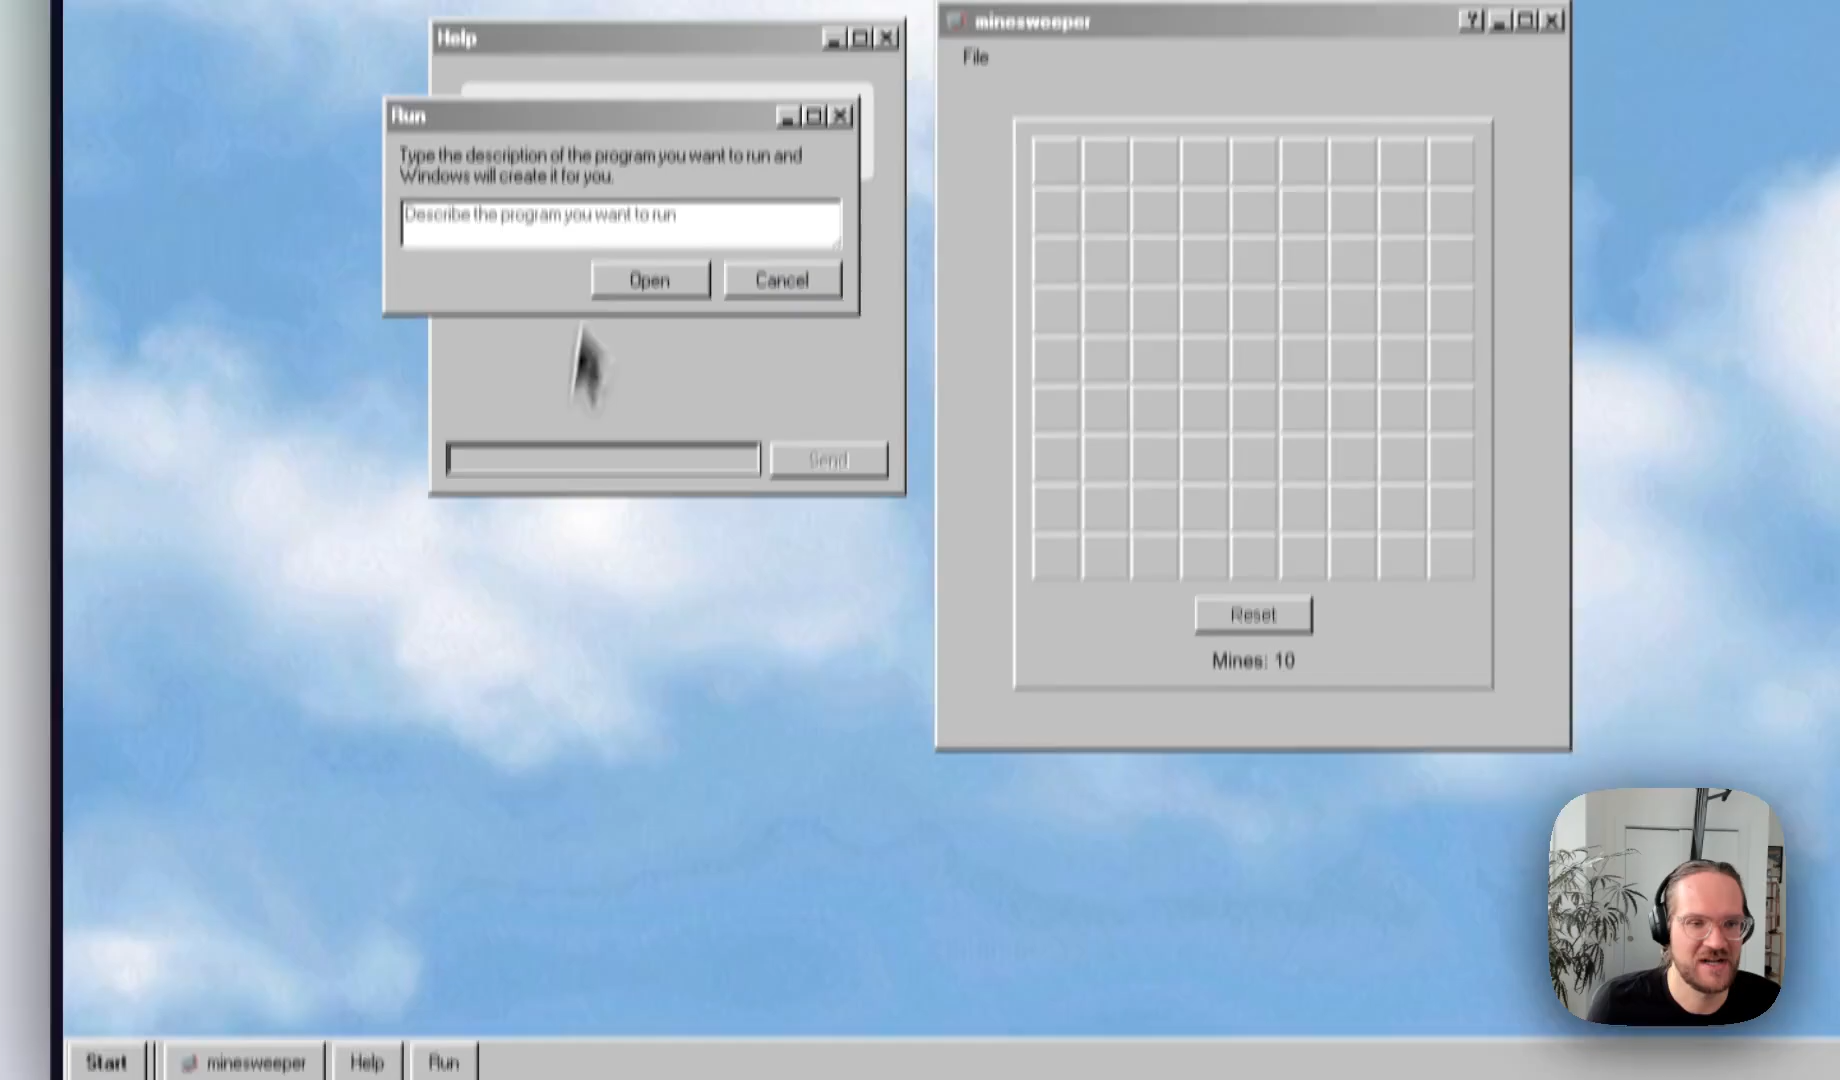 Help
minesweeper
File
Run
Type the description of the program you want to run and
Windows will create it for you.
Describe the program you want to run
Open Cancel
Send
Reset
Mines: 10
Start minesweeper Help Run